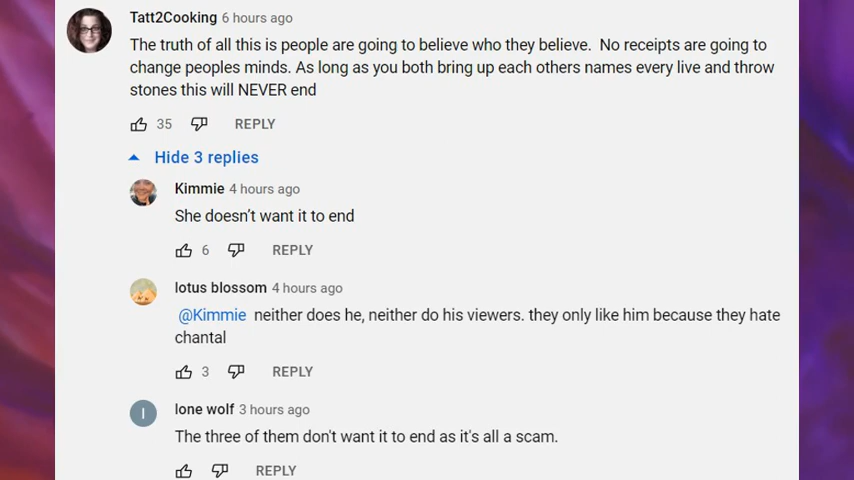 Tatt2Cooking 6 hours ago
The truth of all this is people are going to believe who they believe. No receipts are going to
change peoples minds. As long as you both bring up each others names every live and throw
stones this will NEVER end
35 REPLY
Hide 3 replies
Kimmie 4 hours ago
She doesn't want it to end
6 REPLY
lotus blossom 4 hours ago
@Kimmie neither does he, neither do his viewers. they only like him because they hate
chantal
3 REPLY
l
lone wolf 3 hours ago
The three of them don't want it to end as it's all a scam.
REPLY